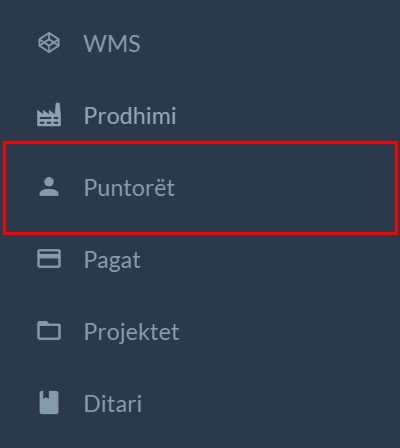 WMS
Prodhimi
Puntorët
Pagat
Projektet
Ditari